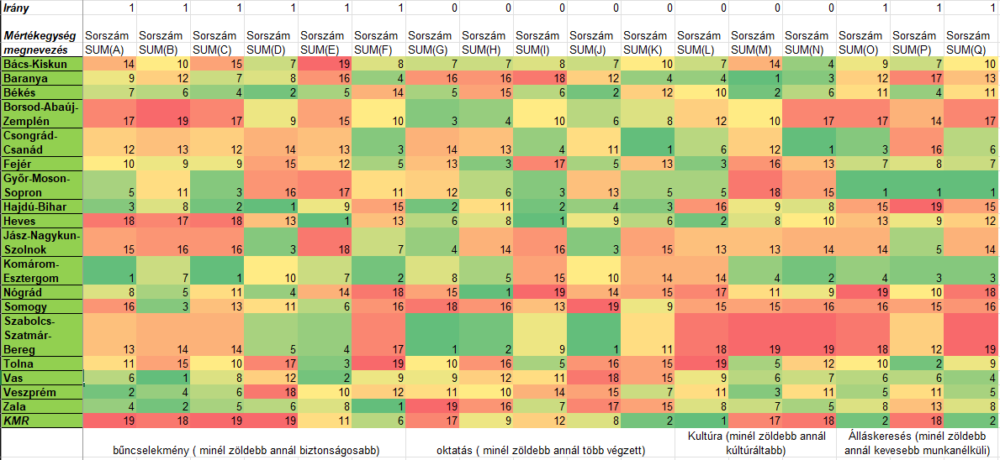 Irány 1 1 1 1 1 1 0 0 0 0 0 0 0 0 1 1 1
Mértékegység Sorszám Sorszám Sorszám Sorszám Sorszám Sorszám Sorszám Sorszám Sorszám Sorszám Sorszám Sorszám Sorszám Sorszám Sorszám Sorszám Sorszám
megnevezés SUM(A) SUM(B) SUM(C) SUM(D) SUM(E) SUM(F) SUM(G) SUM(H) SUM(I) SUM(J) SUM(K) SUM(L) SUM(M) SUM(N) SUM(O) SUM(P) SUM(Q)
Bács-Kiskun 14 10 15 7 19 8 7 7 8 7 10 7 14 4 9 7 10
Baranya 9 12 7 8 16 4 16 16 18 12 4 4 1 3 12 17 13
Békés 7 6 4 2 5 14 5 15 6 2 12 10 2 6 11 4 11
Borsod-Abaúj-
Zemplén 17 19 17 9 15 10 3 4 10 6 8 12 10 17 17 14 17
Csongrád-
Csanád 12 13 12 14 13 3 14 13 4 11 1 6 12 1 3 16 6
Fejér 10 9 9 15 12 5 13 3 17 5 13 3 16 13 7 8 7
Győr-Moson-
Sopron 5 11 3 16 17 11 12 6 3 13 5 5 18 15 1 1 1
Hajdú-Bihar 3 8 2 1 9 15 2 11 2 4 3 16 9 8 15 19 15
Heves 18 17 18 13 1 13 6 8 1 9 6 2 8 10 13 9 12
Jász-Nagykun-
Szolnok 15 16 16 3 18 7 4 14 16 3 15 13 13 14 14 5 14
Komárom-
Esztergom 1 7 1 10 7 2 8 5 15 10 14 14 4 2 4 3 3
Nógrád 8 5 11 4 14 18 15 1 19 14 15 17 11 9 19 10 18
Somogy 16 3 13 11 6 16 18 16 13 19 9 15 15 16 16 15 16
Szabolcs-
Szatmár-
Bereg 13 14 14 5 4 17 1 2 9 1 11 18 19 19 18 12 19
Tolna 11 15 10 17 3 19 10 16 5 16 15 19 5 12 10 2 9
Vas 6 1 8 12 2 9 9 12 11 18 15 9 6 7 6 6 4
Veszprém 2 4 6 18 10 12 11 10 14 15 7 11 3 11 5 11 5
Zala 4 2 5 6 8 1 19 16 7 17 15 8 7 5 8 13 8
KMR 19 18 19 19 11 6 17 9 12 8 2 1 17 18 2 18 2
bűncselekmény ( minél zöldebb annál biztonságosabb)
oktatás ( minél zöldebb annál több végzett)
Kultúra (minél zöldebb annál
kúltúráltabb)
Álláskeresés (minél zöldebb
annál kevesebb munkanélküli)